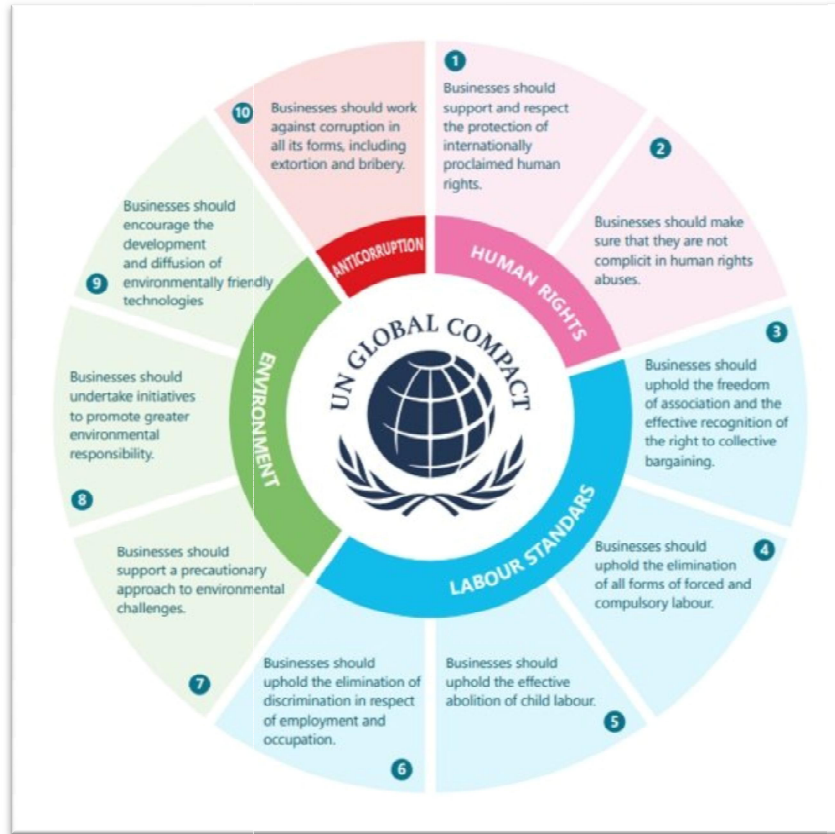 1
Businesses should
support and respect
the protection of
internationally
proclaimed human
rights.
2
Businesses should make
sure that they are not
complicit in human rights
abuses.
3
Businesses should
uphold the freedom
of association and the
effective recognition of
the right to collective
bargaining.
4
Businesses should
uphold the elimination
of all forms of forced and
compulsory labour.
5
Businesses should
uphold the effective
abolition of child labour.
6
Businesses should
uphold the elimination of
discrimination in respect
of employment and
occupation.
7
Businesses should
support a precautionary
approach to environmental
challenges.
8
Businesses should
undertake initiatives
to promote greater
environmental
responsibility.
9
Businesses should
encourage the
development
and diffusion of
environmentally friendly
technologies
10
Businesses should work
against corruption in
all its forms, including
extortion and bribery.
HUMAN RIGHTS
LABOUR STANDARS
ENVIRONMENT
ANTICORRUPTION
UN GLOBAL COMPACT